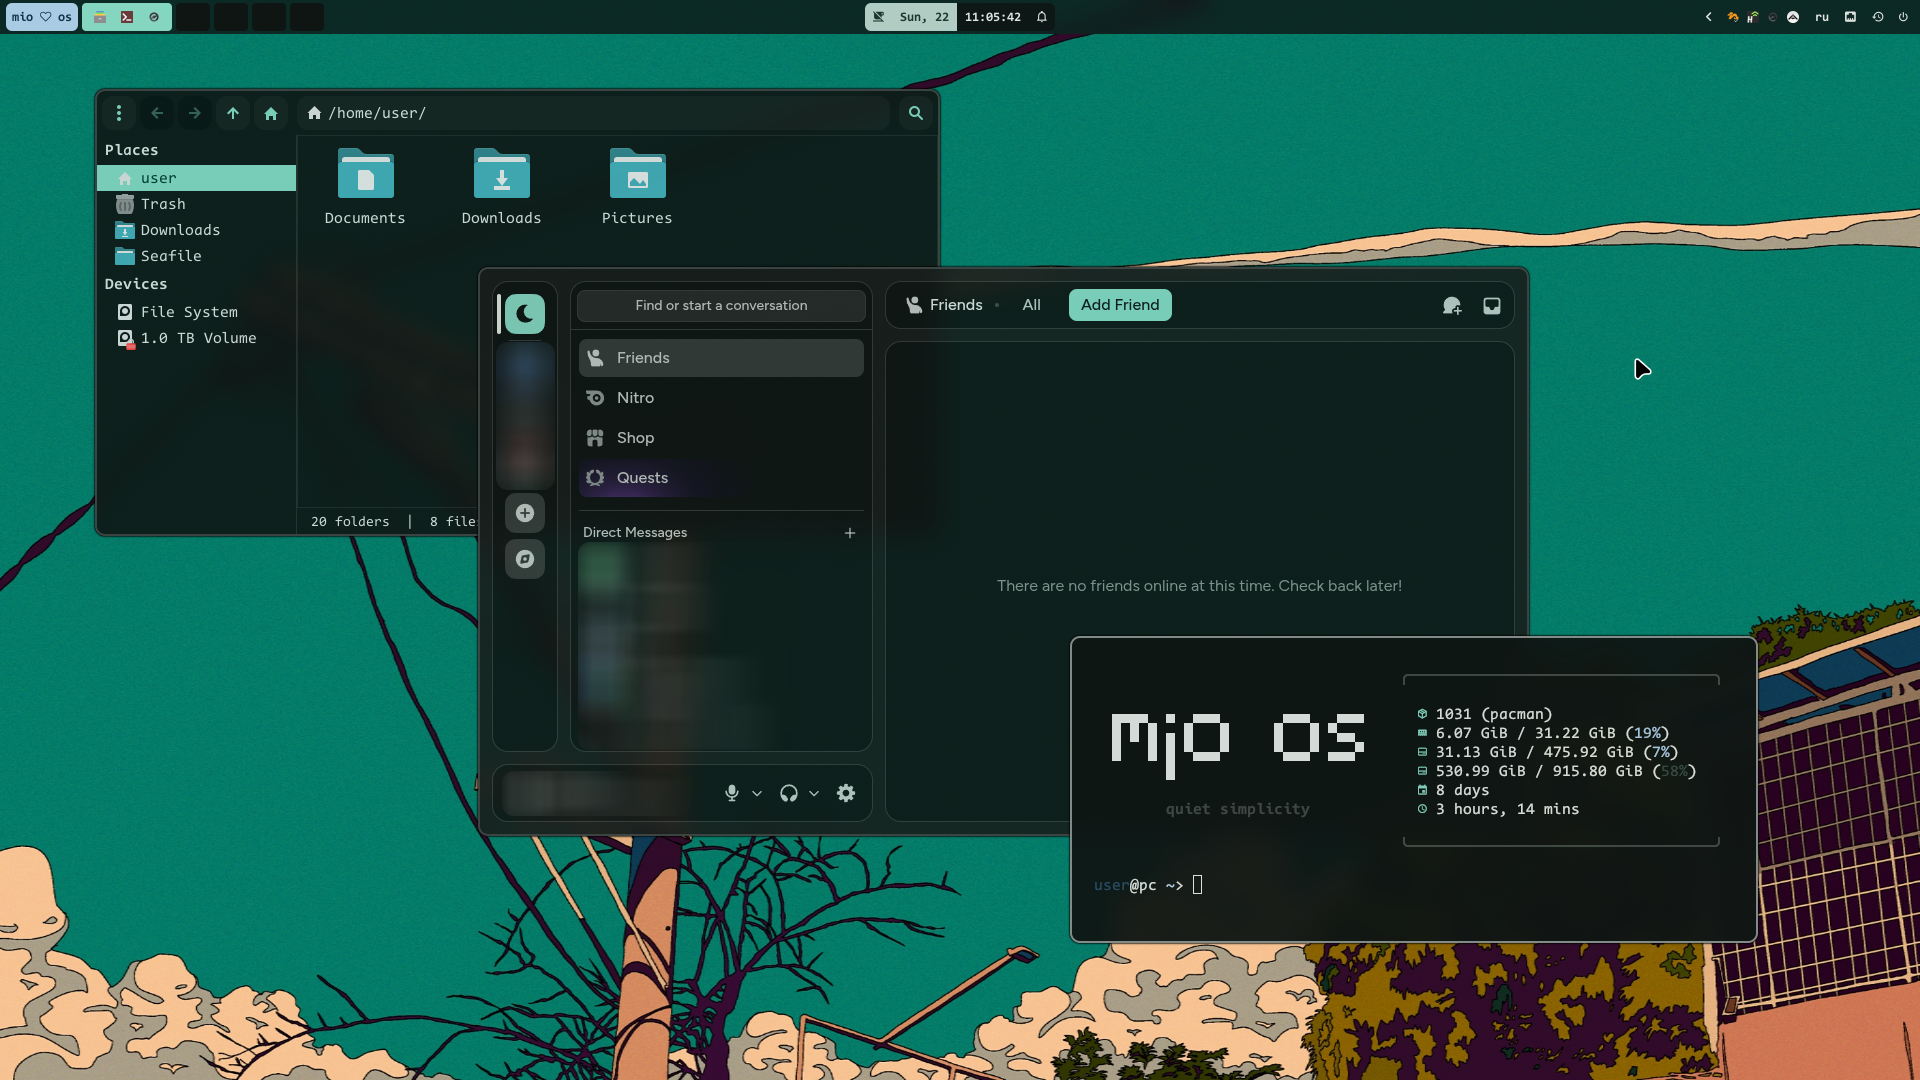 mio ♡ os
Sun, 22
11:05:42
ru
/home/user/
Places
user
Trash
Downloads
Seafile
Devices
File System
1.0 TB Volume
Documents
Downloads
Pictures
20 folders | 8 file
Find or start a conversation
Friends
Nitro
Shop
Quests
Direct Messages
Friends • All Add Friend
There are no friends online at this time. Check back later!
mio os
quiet simplicity
1031 (pacman)
6.07 GiB / 31.22 GiB (19%)
31.13 GiB / 475.92 GiB (7%)
530.99 GiB / 915.80 GiB (58%)
8 days
3 hours, 14 mins
user@pc ~>